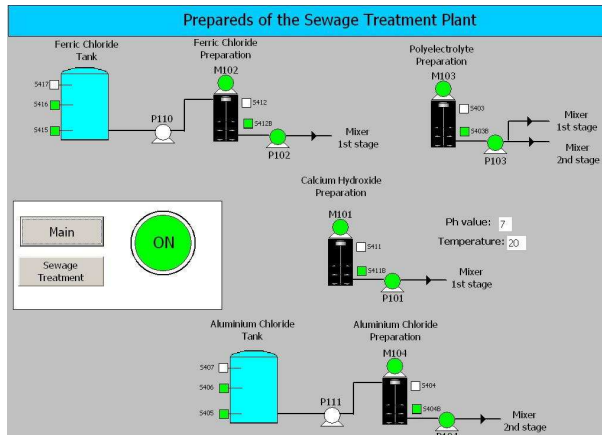 Prepareds of the Sewage Treatment Plant
Ferric Chloride
Tank
S417
S416
S415
P110
Ferric Chloride
Preparation
M102
S412
S412B
P102
Mixer
1st stage
Polyelectrolyte
Preparation
M103
S403
S403B
P103
Mixer
1st stage
Mixer
2nd stage
Main
Sewage
Treatment
ON
Calcium Hydroxide
Preparation
M101
S411
S411B
P101
Mixer
1st stage
Ph value: 7
Temperature: 20
Aluminium Chloride
Tank
S407
S406
S405
P111
Aluminium Chloride
Preparation
M104
S404
S404B
Mixer
2nd stage